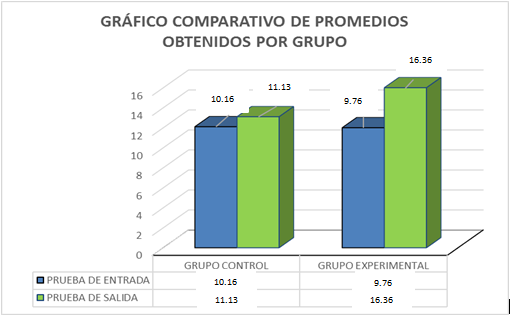 GRÁFICO COMPARATIVO DE PROMEDIOS
OBTENIDOS POR GRUPO
16.36
10.16
11.13
9.76
16
14
12
10
8
6
4
2
0
GRUPO CONTROL GRUPO EXPERIMENTAL
PRUEBA DE ENTRADA 10.16 9.76
PRUEBA DE SALIDA 11.13 16.36